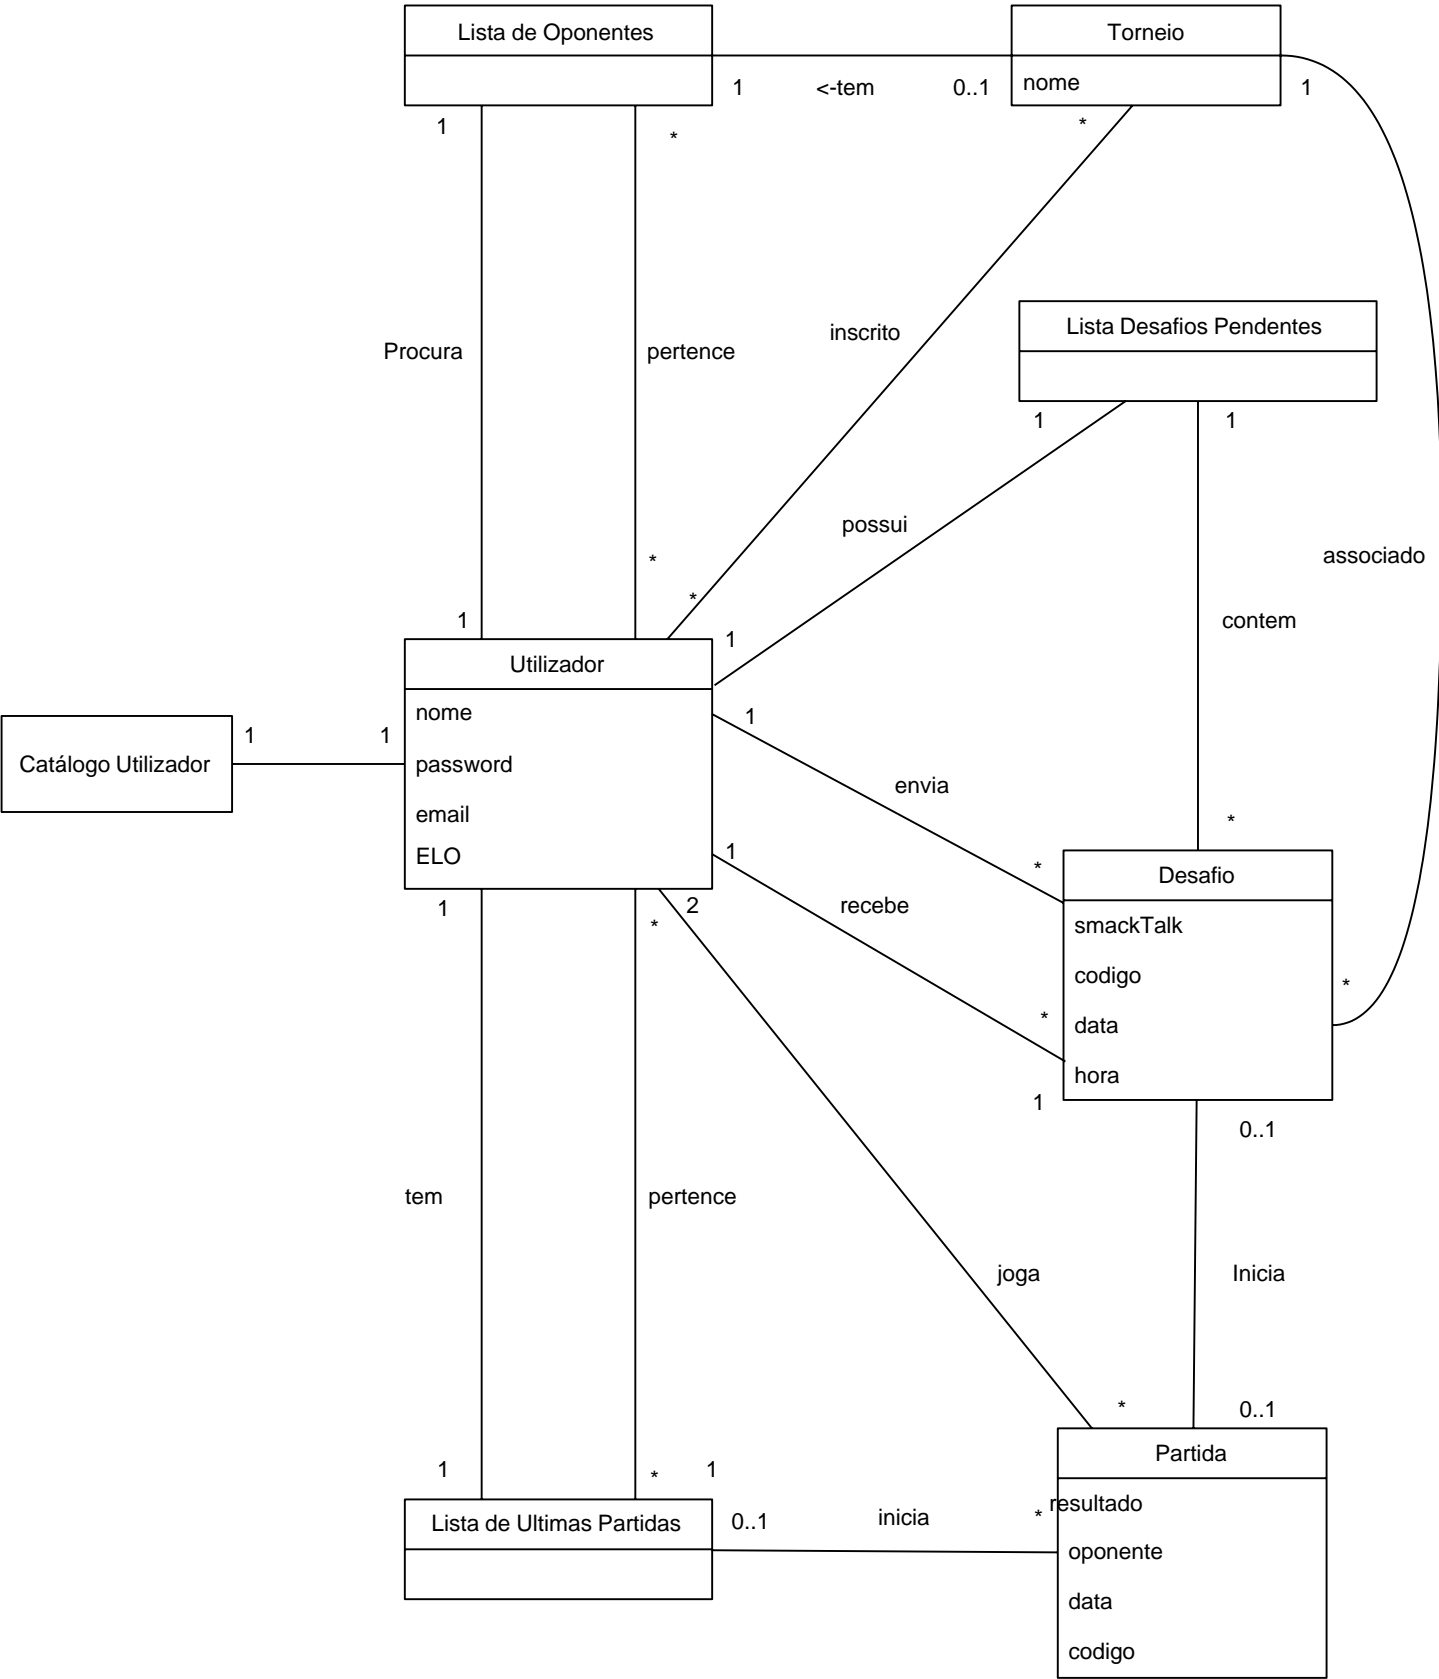 Lista de Oponentes
Torneio
1 <-tem 0..1
nome
1
1
*
*
Procura
pertence
inscrito
Lista Desafios Pendentes
1
1
possui
associado
*
*
1
1
contem
Utilizador
nome
1
1
1
Catálogo Utilizador
password
envia
email
*
ELO
1
*
Desafio
1
*
2
recebe
smackTalk
codigo
*
*
data
hora
1
0..1
tem
pertence
joga
Inicia
*
0..1
Partida
1
*
1
resultado
Lista de Ultimas Partidas
0..1
inicia
*
oponente
data
codigo